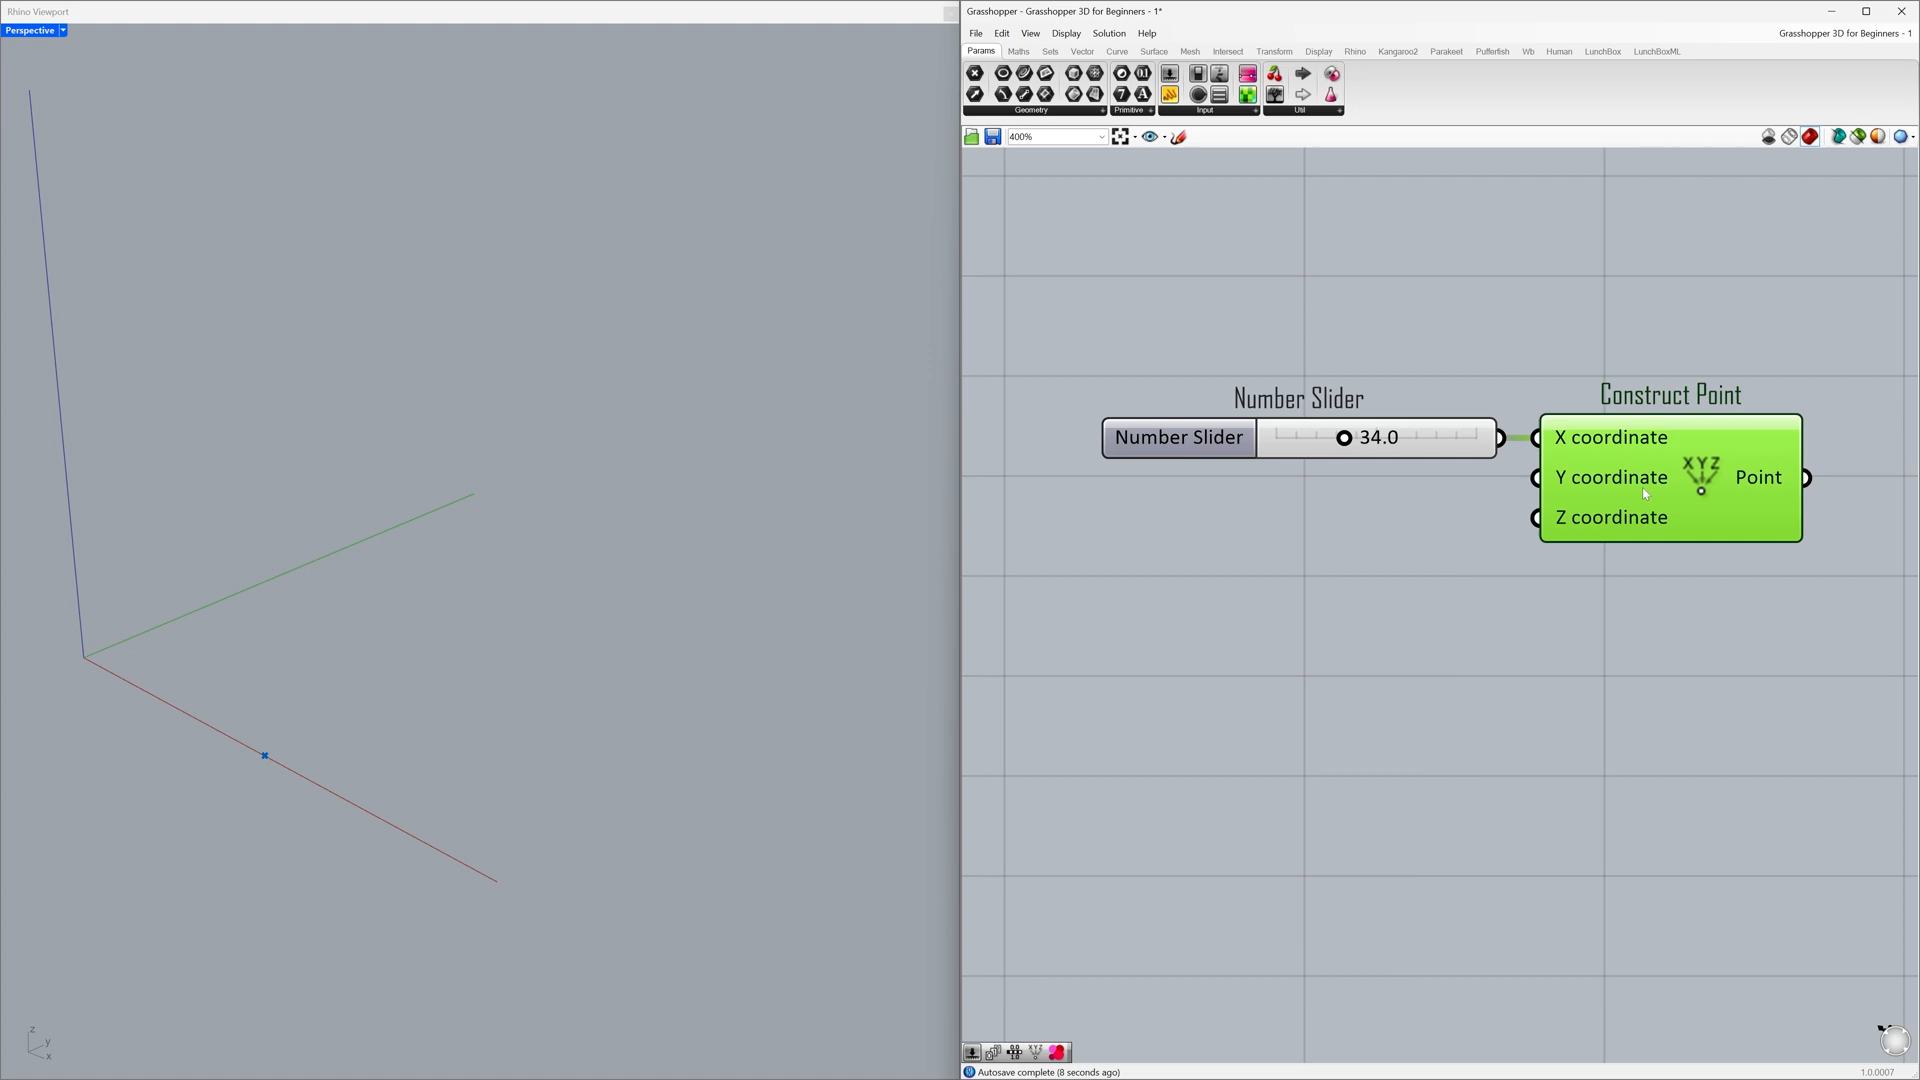 Rhino Viewport
Perspective
z
y
x
Grasshopper - Grasshopper 3D for Beginners - 1*
File Edit View Display Solution Help
Grasshopper 3D for Beginners - 1
Params Maths Sets Vector Curve Surface Mesh Intersect Transform Display Rhino Kangaroo2 Parakeet Pufferfish Wb Human LunchBox LunchBoxML
Geometry Primitive Input Util
400%
Number Slider
Number Slider 34.0
Construct Point
X coordinate
Y coordinate
Z coordinate
XYZ
Point
Autosave complete (8 seconds ago)
1.0.0007